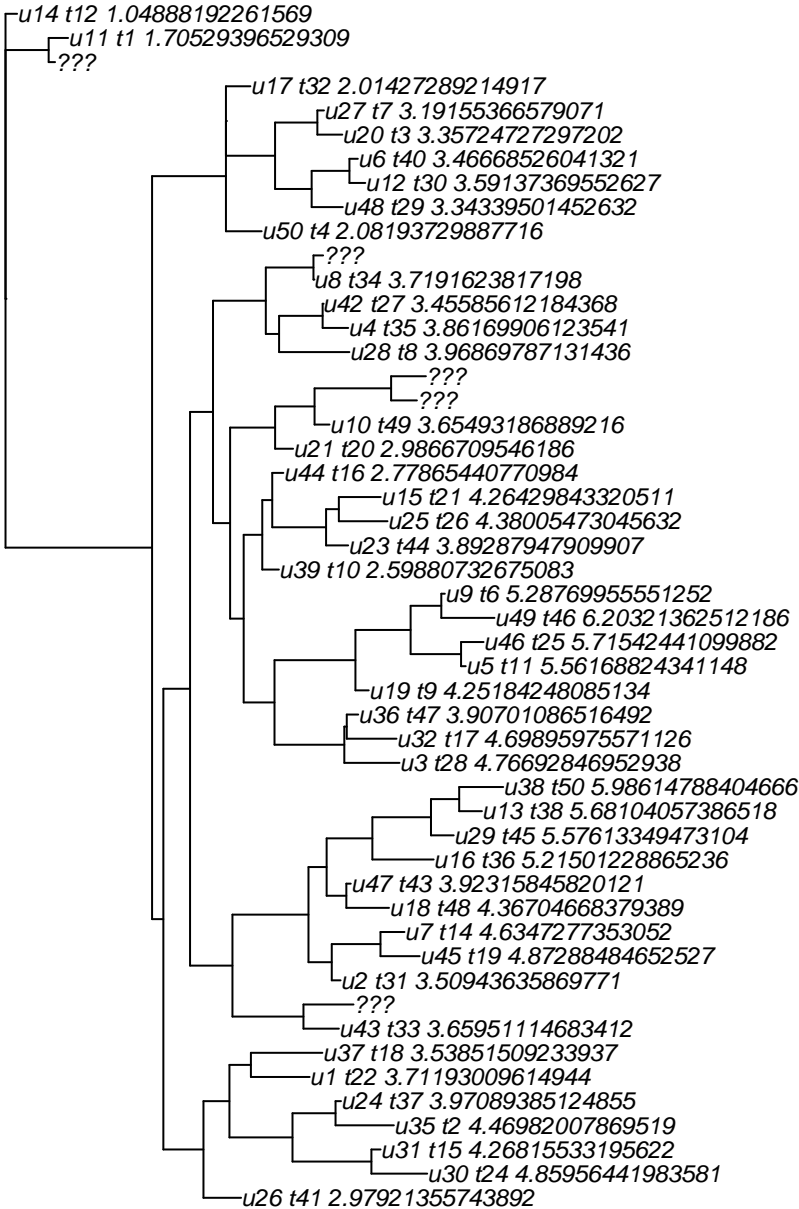 u14 t12 1.04888192261569
u11 t1 1.70529396529309
???
u17 t32 2.01427289214917
u27 t7 3.19155366579071
u20 t3 3.35724727297202
u6 t40 3.46668526041321
u12 t30 3.59137369552627
u48 t29 3.34339501452632
u50 t4 2.08193729887716
???
u8 t34 3.7191623817198
u42 t27 3.45585612184368
u4 t35 3.86169906123541
u28 t8 3.96869787131436
???
???
u10 t49 3.65493186889216
u21 t20 2.9866709546186
u44 t16 2.77865440770984
u15 t21 4.26429843320511
u25 t26 4.38005473045632
u23 t44 3.89287947909907
u39 t10 2.59880732675083
u9 t6 5.28769955551252
u49 t46 6.20321362512186
u46 t25 5.71542441099882
u5 t11 5.56168824341148
u19 t9 4.25184248085134
u36 t47 3.90701086516492
u32 t17 4.69895975571126
u3 t28 4.76692846952938
u38 t50 5.98614788404666
u13 t38 5.68104057386518
u29 t45 5.57613349473104
u16 t36 5.21501228865236
u47 t43 3.92315845820121
u18 t48 4.36704668379389
u7 t14 4.6347277353052
u45 t19 4.87288484652527
u2 t31 3.50943635869771
???
u43 t33 3.65951114683412
u37 t18 3.53851509233937
u1 t22 3.71193009614944
u24 t37 3.97089385124855
u35 t2 4.46982007869519
u31 t15 4.26815533195622
u30 t24 4.85956441983581
u26 t41 2.97921355743892